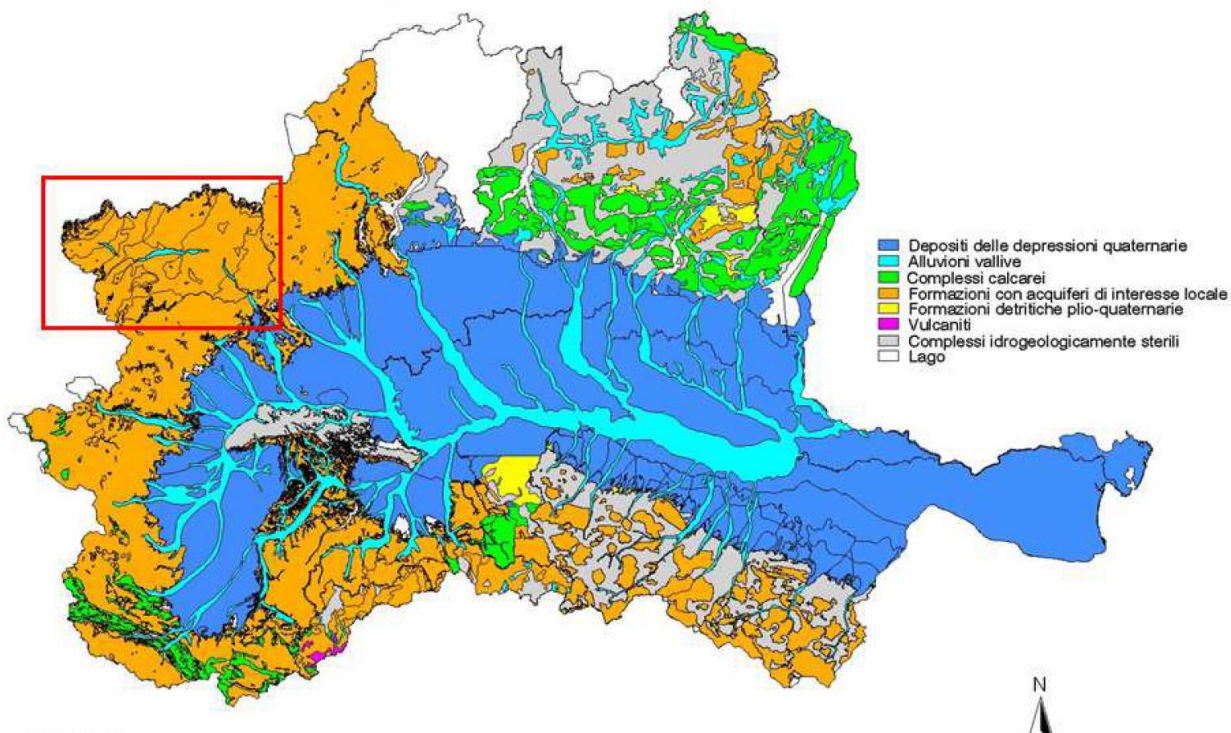 Depositi delle depressioni quaternarie
Alluvioni vallive
Complessi calcarei
Formazioni con acquiferi di interesse locale
Formazioni detritiche plio-quaternarie
Vulcaniti
Complessi idrogeologicamente sterili
Lago
N